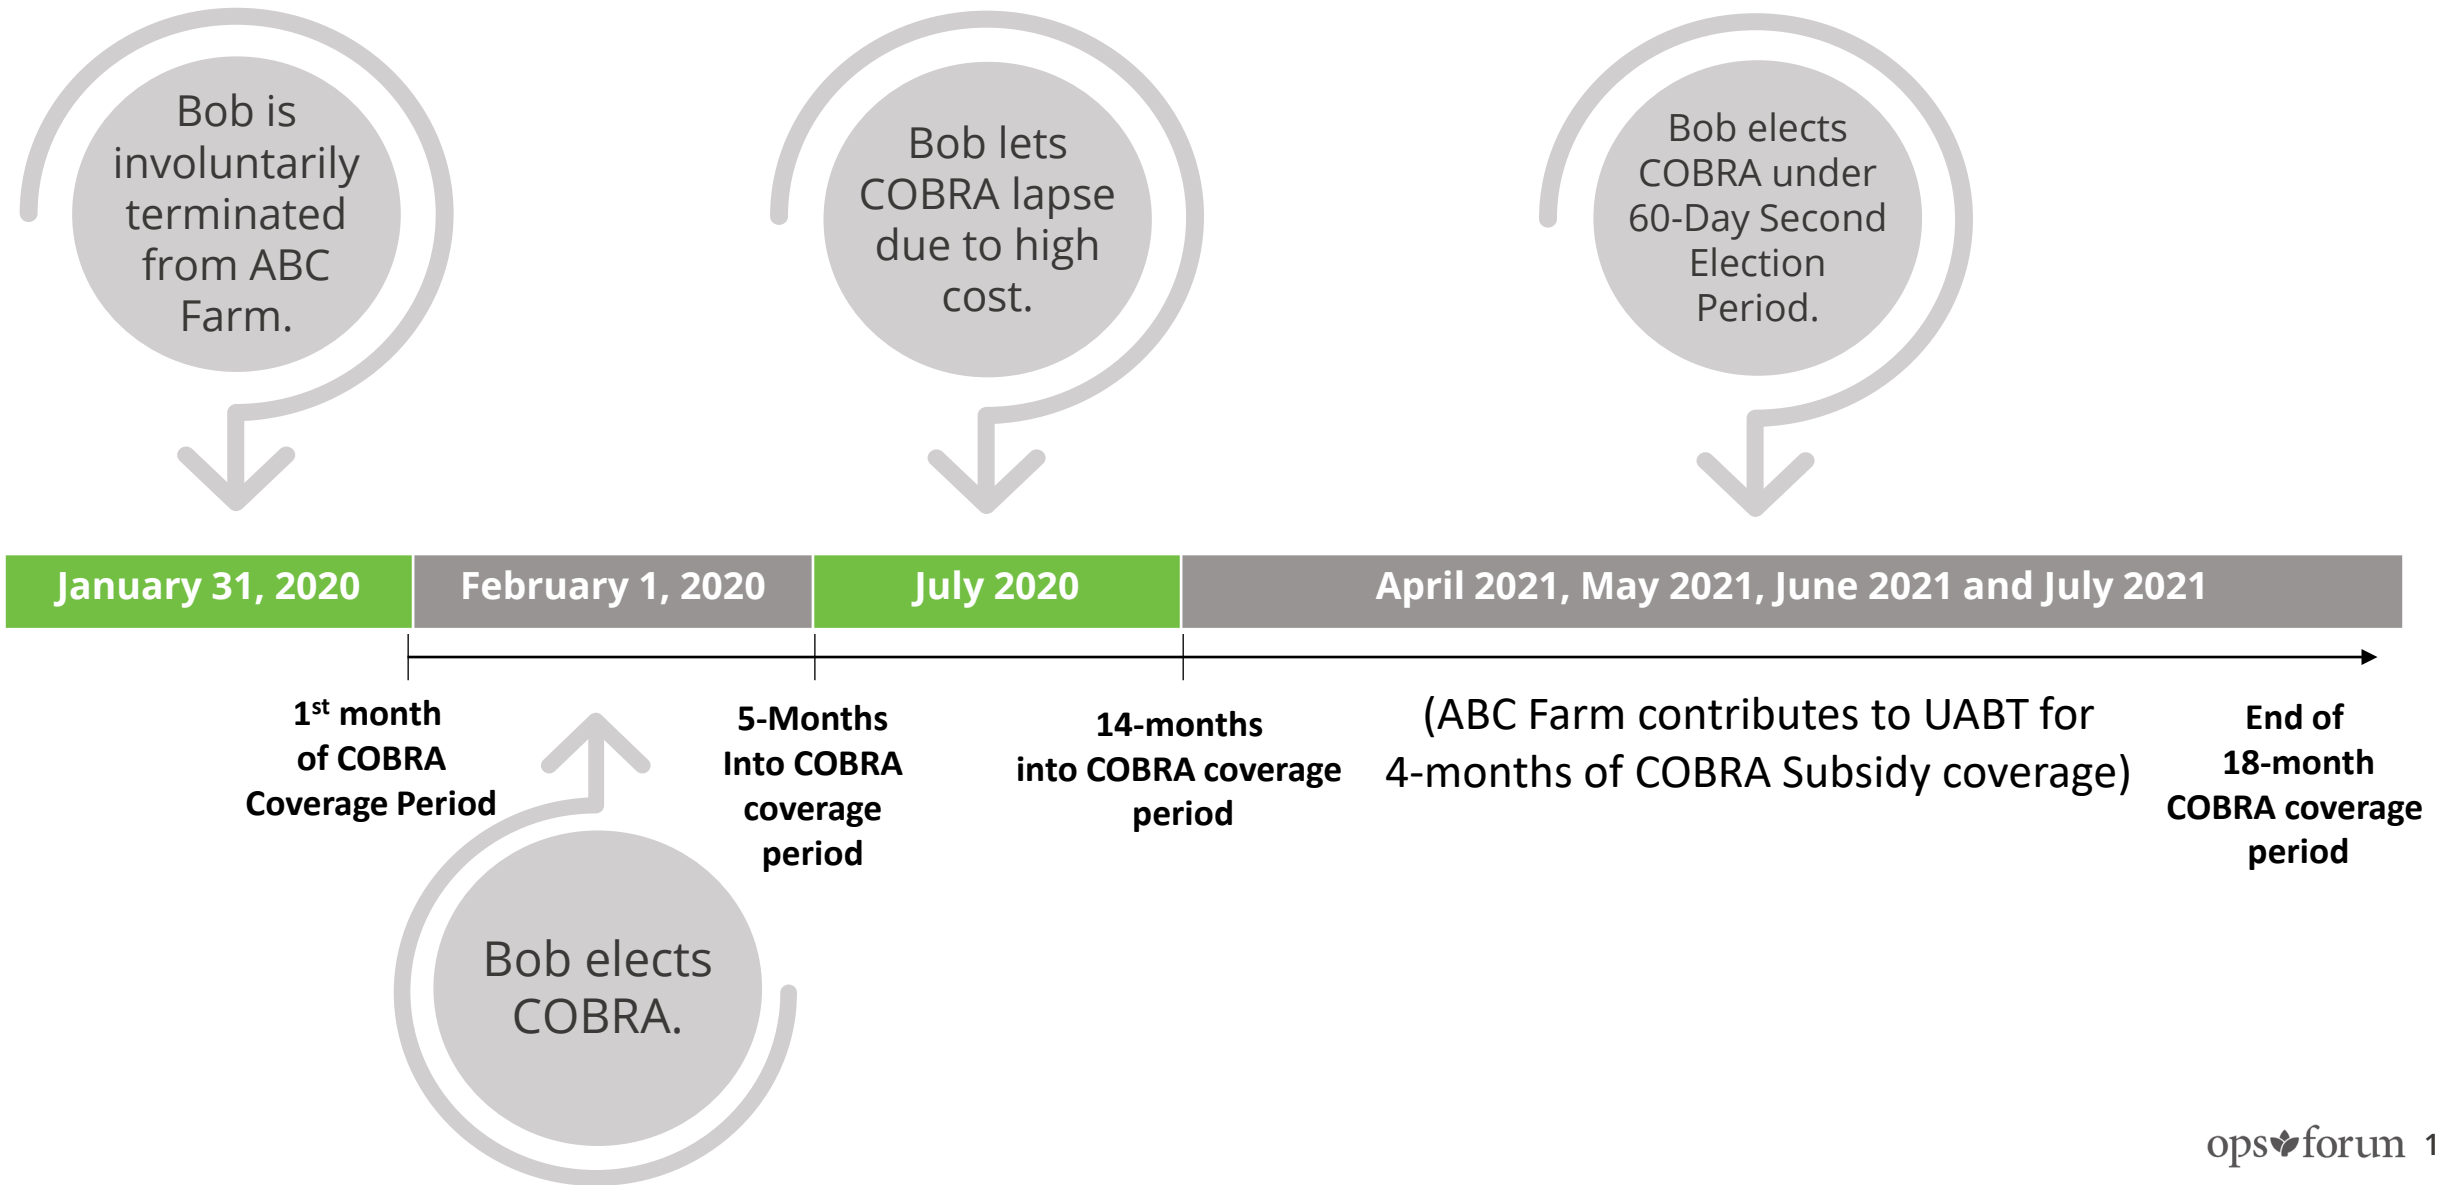 Bob is
involuntarily
terminated
from ABC
Farm.
Bob lets
COBRA lapse
due to high
cost.
Bob elects
COBRA under
60-Day Second
Election
Period.
January 31, 2020
February 1, 2020
July 2020
April 2021, May 2021, June 2021 and July 2021
1st month
of COBRA
Coverage Period
5-Months
Into COBRA
coverage
period
14-months
into COBRA coverage
period
(ABC Farm contributes to UABT for
4-months of COBRA Subsidy coverage)
End of
18-month
COBRA coverage
period
Bob elects
COBRA.
ops forum 1